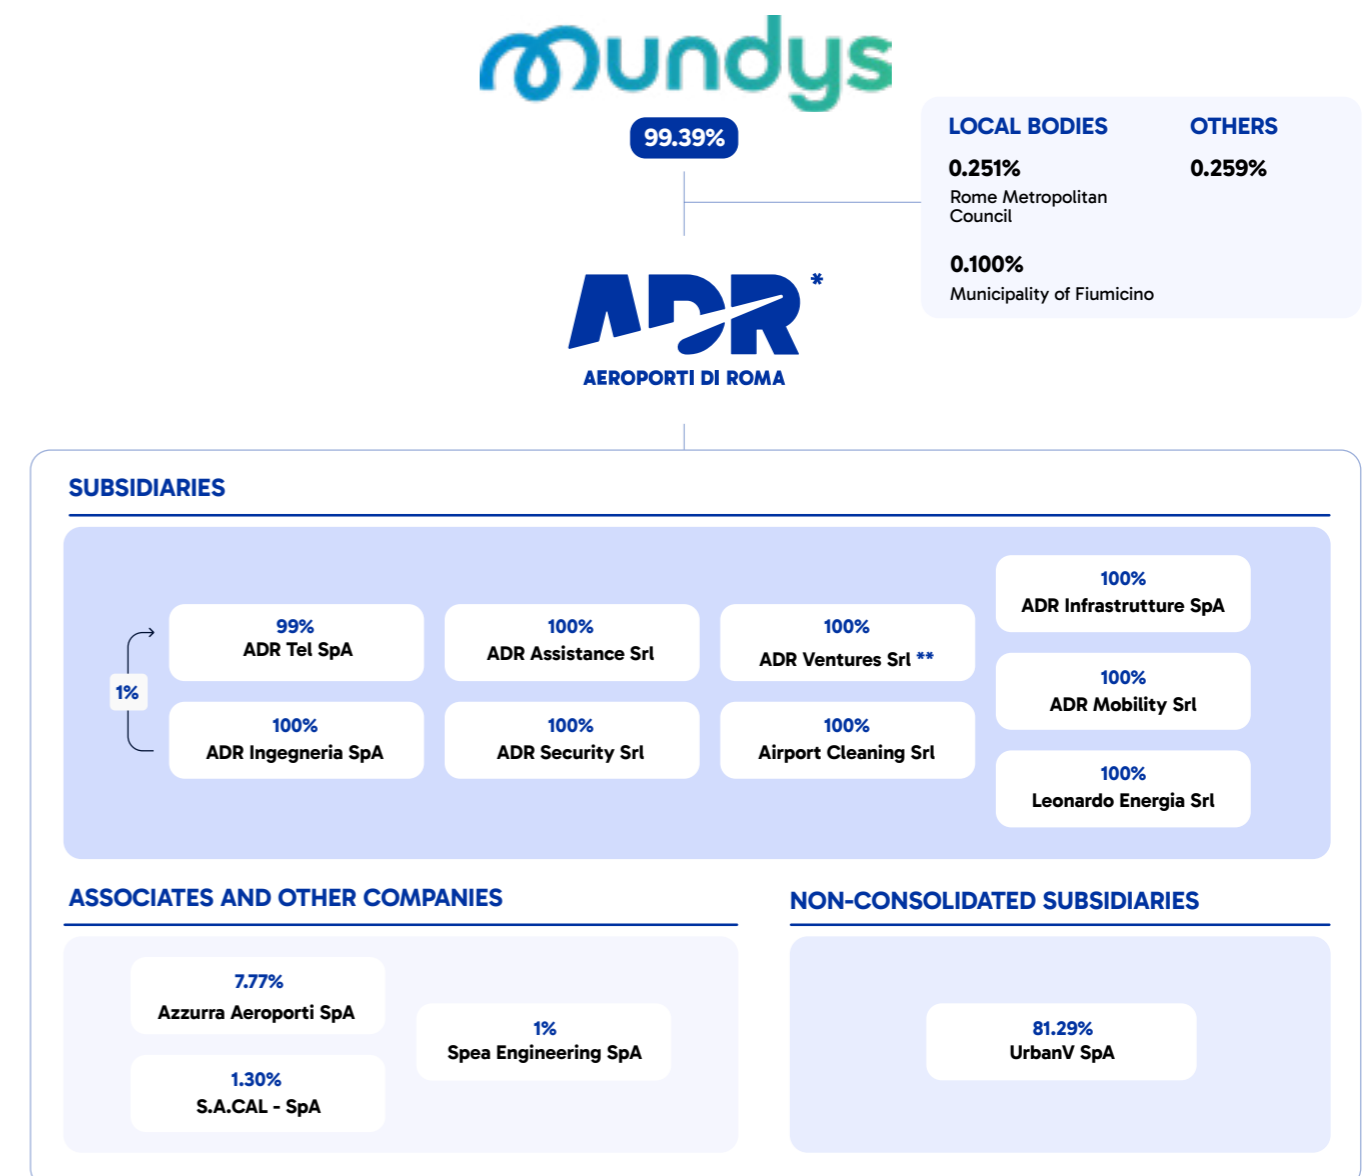 mundys
99.39%
LOCAL BODIES
OTHERS
0.251%
0.259%
Rome Metropolitan
Council
0.100%
Municipality of Fiumicino
ADR*
AEROPORTI DI ROMA
SUBSIDIARIES
1%
99%
ADR Tel SpA
100%
ADR Assistance Srl
100%
ADR Ventures Srl **
100%
ADR Infrastrutture SpA
100%
ADR Mobility Srl
100%
ADR Ingegneria SpA
100%
ADR Security Srl
100%
Airport Cleaning Srl
100%
Leonardo Energia Srl
ASSOCIATES AND OTHER COMPANIES
7.77%
Azzurra Aeroporti SpA
1%
Spea Engineering SpA
1.30%
S.A.CAL - SpA
NON-CONSOLIDATED SUBSIDIARIES
81.29%
UrbanV SpA